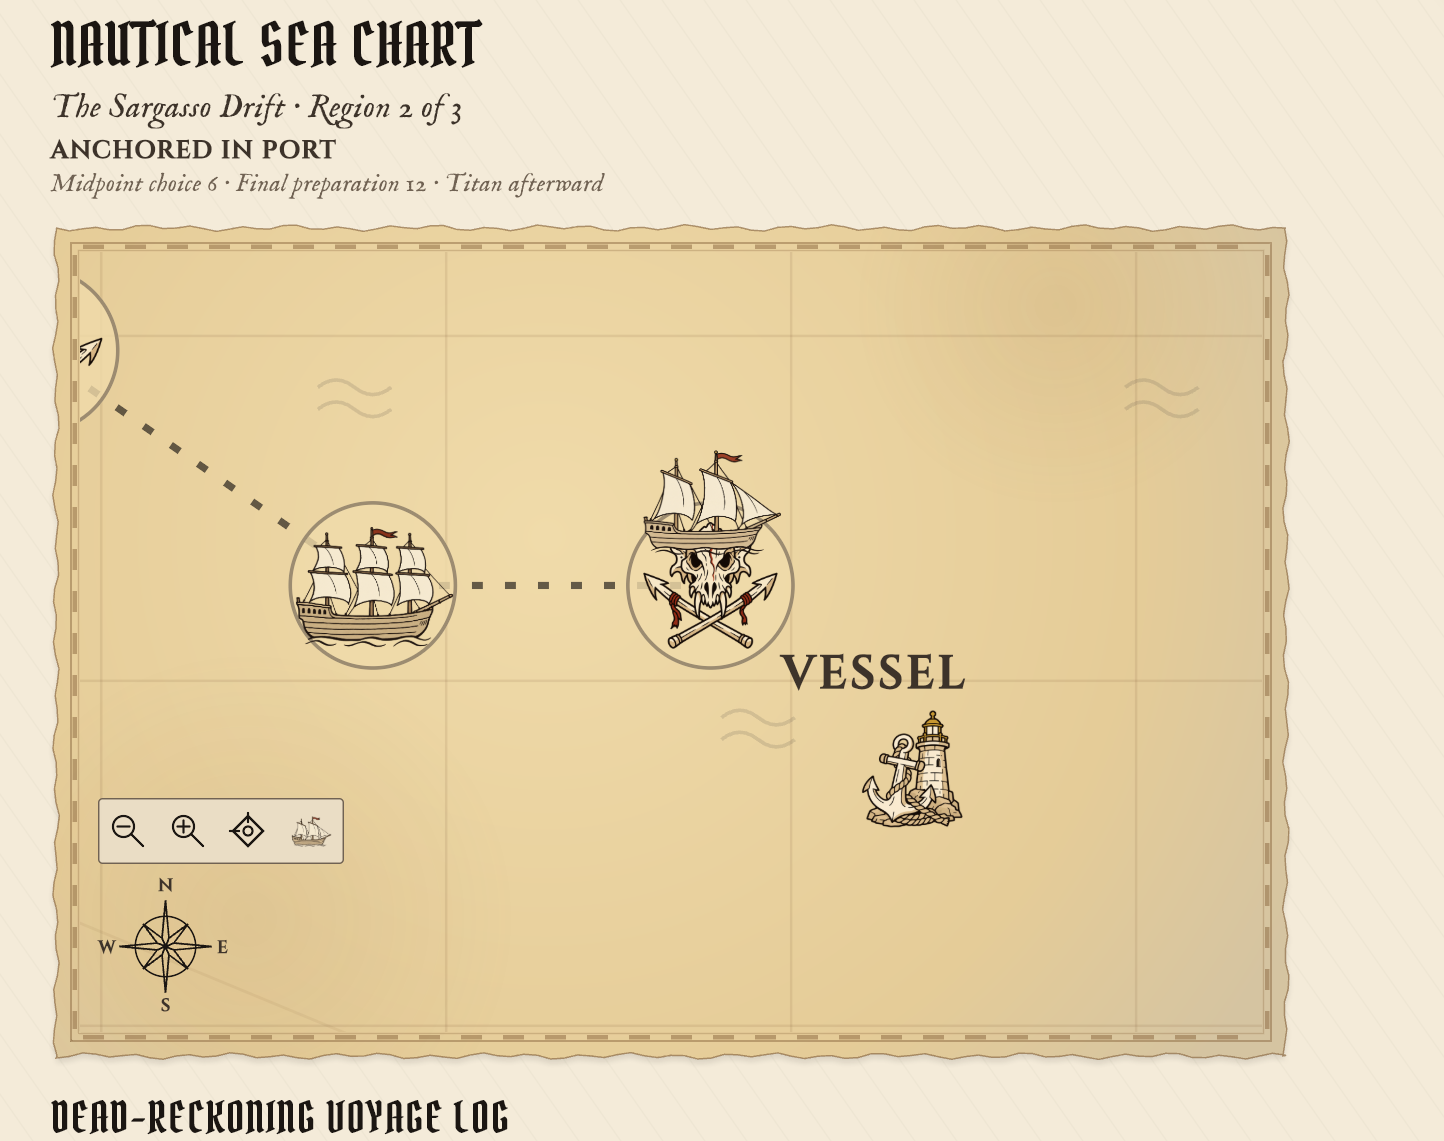 NAUTICAL SEA CHART
The Sargasso Drift · Region 2 of 3
ANCHORED IN PORT
Midpoint choice 6 · Final preparation 12 · Titan afterward
VESSEL
N
W E
S
DEAD-RECKONING VOYAGE LOG